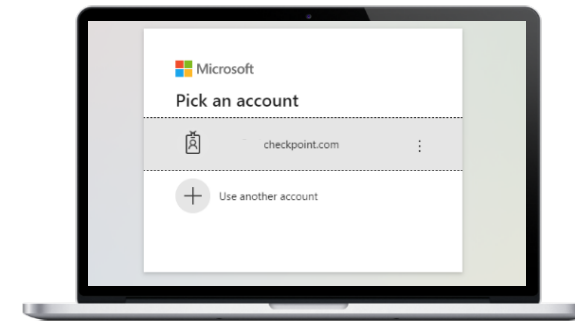 Microsoft
Pick an account
checkpoint.com
Use another account